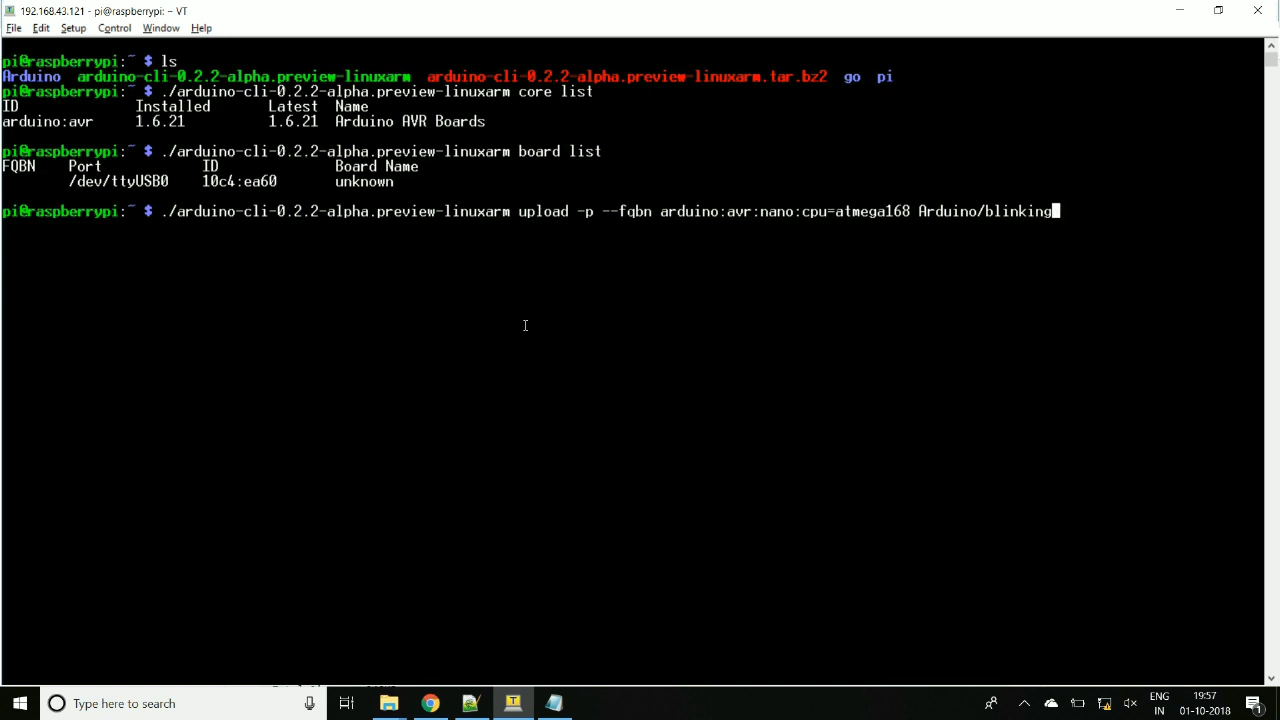 192.168.43.121 - pi@raspberrypi: ~ VT
File Edit Setup Control Window Help
pi@raspberrypi:~ $ ls
Arduino arduino-cli-0.2.2-alpha.preview-linuxarm arduino-cli-0.2.2-alpha.preview-linuxarm.tar.bz2 go pi
pi@raspberrypi:~ $ ./arduino-cli-0.2.2-alpha.preview-linuxarm core list
ID Installed Latest Name
arduino:avr 1.6.21 1.6.21 Arduino AVR Boards
pi@raspberrypi:~ $ ./arduino-cli-0.2.2-alpha.preview-linuxarm board list
FQBN Port ID Board Name
/dev/ttyUSB0 10c4:ea60 unknown
pi@raspberrypi:~ $ ./arduino-cli-0.2.2-alpha.preview-linuxarm upload -p --fqbn arduino:avr:nano:cpu=atmega168 Arduino/blinking
Type here to search
ENG
IN
19:57
01-10-2018
1